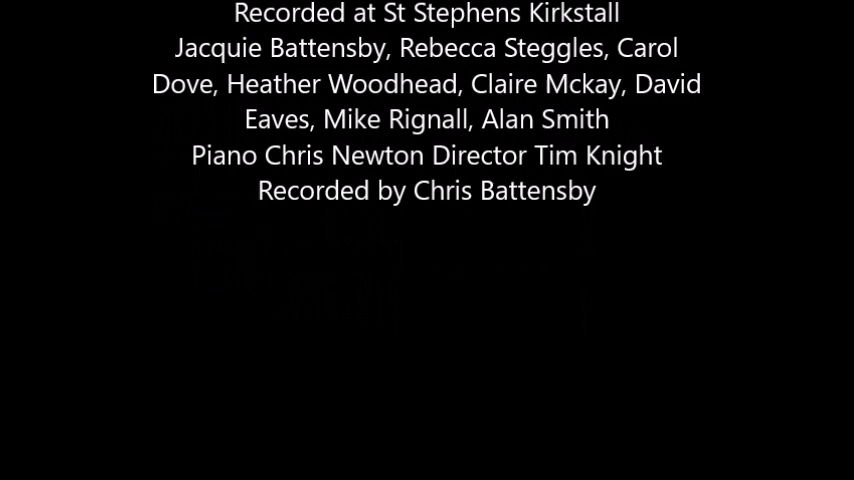 Recorded at St Stephens Kirkstall
Jacquie Battensby, Rebecca Steggles, Carol
Dove, Heather Woodhead, Claire Mckay, David
Eaves, Mike Rignall, Alan Smith
Piano Chris Newton Director Tim Knight
Recorded by Chris Battensby